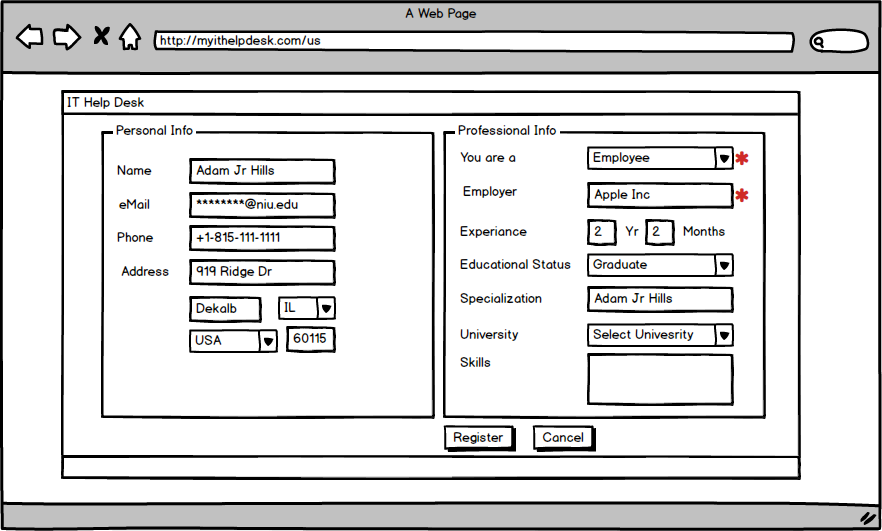 A Web Page
http://myithelpdesk.com/us
IT Help Desk
Personal Info
Name Adam Jr Hills
eMail ********@niu.edu
Phone +1-815-111-1111
Address 919 Ridge Dr
Dekalb IL
USA 60115
Professional Info
You are a Employee *
Employer Apple Inc *
Experiance 2 Yr 2 Months
Educational Status Graduate
Specialization Adam Jr Hills
University Select Univesrity
Skills
Register Cancel